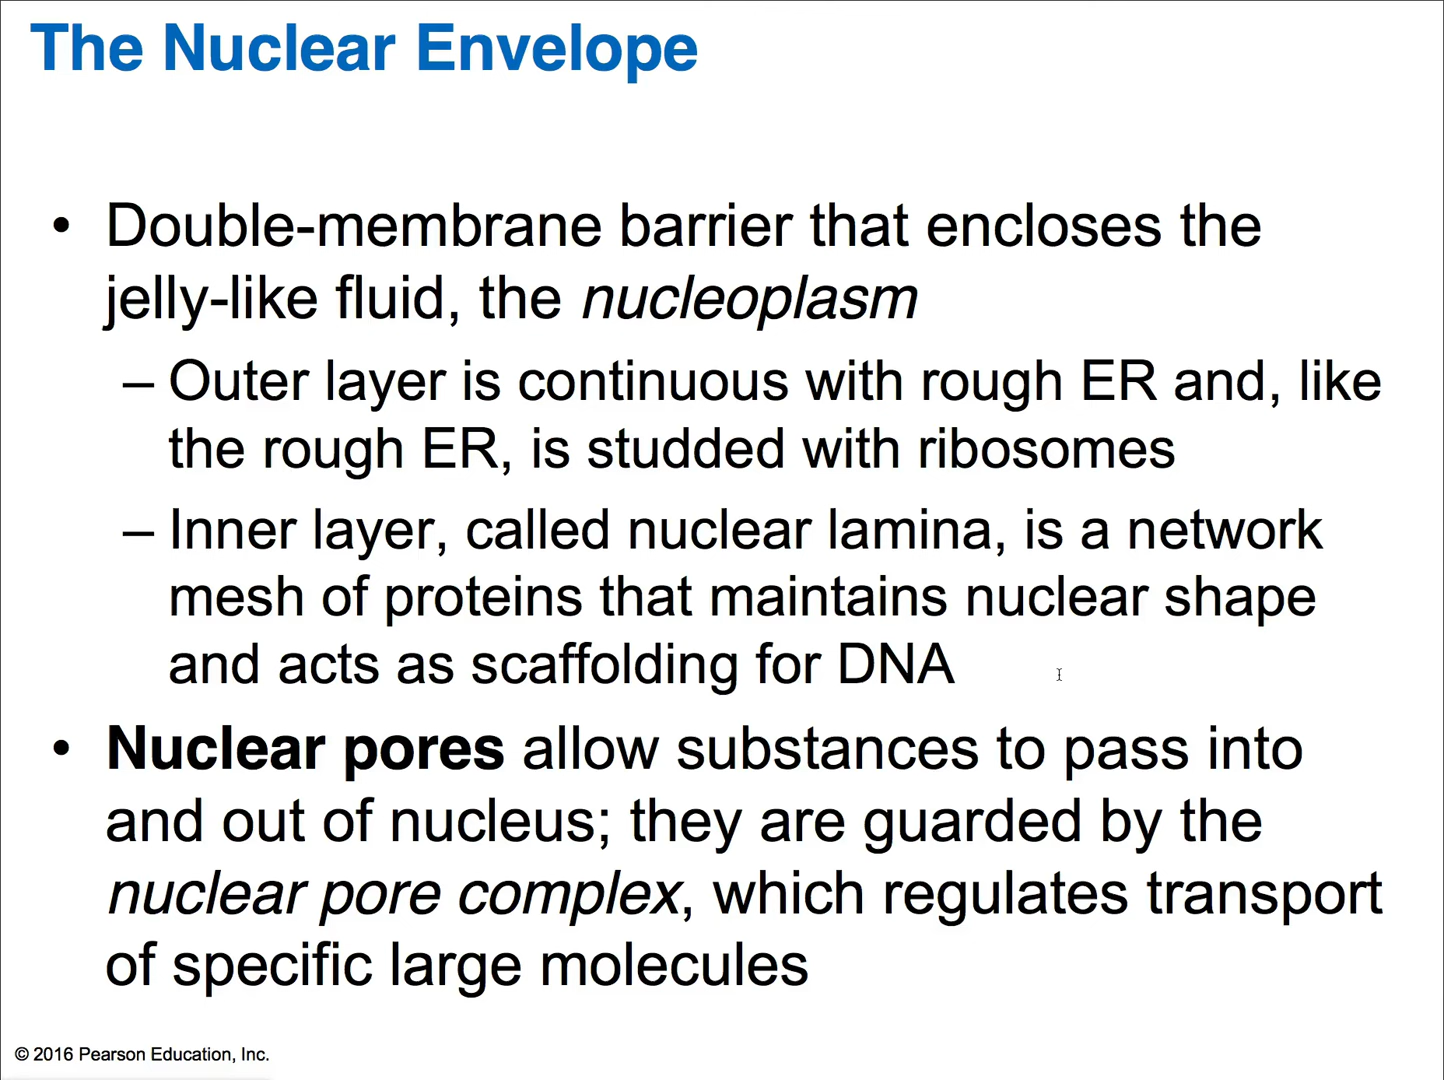 The Nuclear Envelope
• Double-membrane barrier that encloses the
jelly-like fluid, the nucleoplasm
– Outer layer is continuous with rough ER and, like
the rough ER, is studded with ribosomes
– Inner layer, called nuclear lamina, is a network
mesh of proteins that maintains nuclear shape
and acts as scaffolding for DNA
• Nuclear pores allow substances to pass into
and out of nucleus; they are guarded by the
nuclear pore complex, which regulates transport
of specific large molecules
© 2016 Pearson Education, Inc.